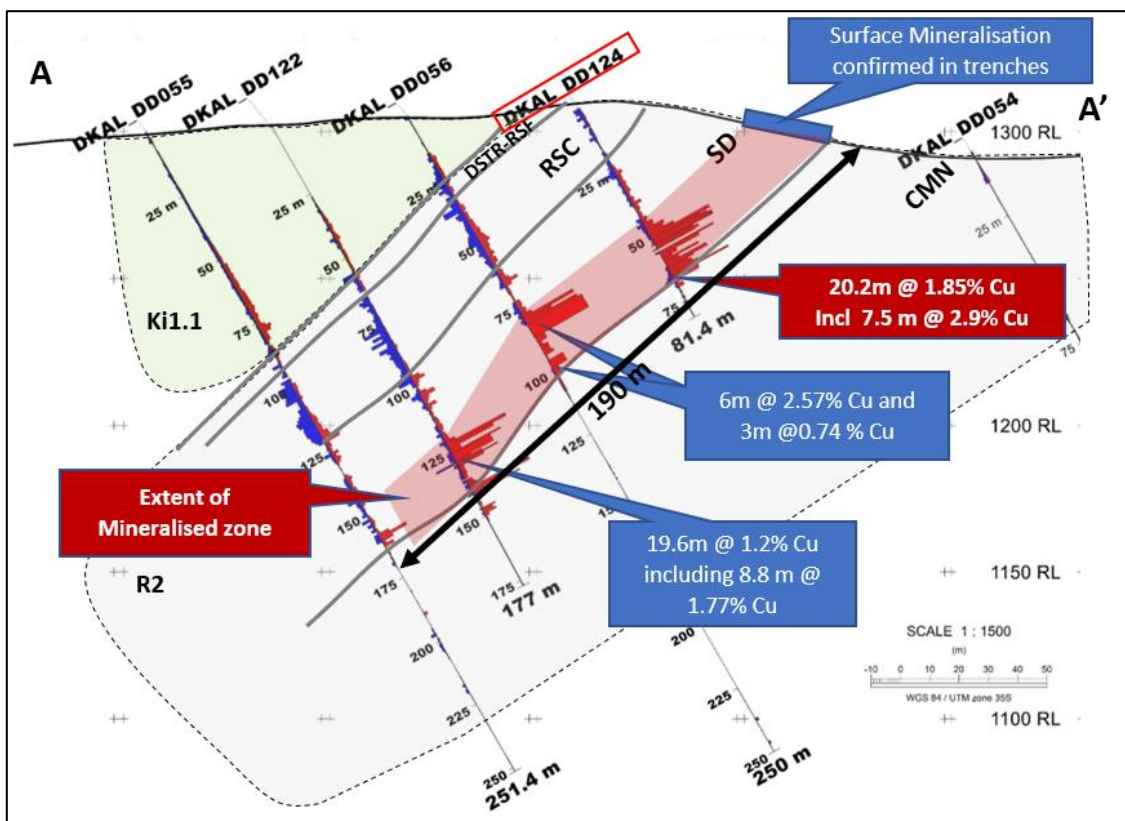 A
A'
DKAL_DD055
DKAL_DD122
DKAL_DD056
DKAL_DD124
DKAL_DD054
Surface Mineralisation
confirmed in trenches
1300 RL
DSTR-RSF
RSC
SD
CMN
25 m
50
75
100
125
150
175
200
225
250
251.4 m
25 m
50
75
100
125
150
175
177 m
25 m
50
75
100
125
200
225
250
250 m
25 m
50
75
81.4 m
25 m
75
Ki1.1
R2
190 m
20.2m @ 1.85% Cu
Incl 7.5 m @ 2.9% Cu
6m @ 2.57% Cu and
3m @0.74 % Cu
1200 RL
Extent of
Mineralised zone
19.6m @ 1.2% Cu
including 8.8 m @
1.77% Cu
1150 RL
SCALE 1 : 1500
(m)
-10 0 10 20 30 40 50
WGS 84 / UTM zone 35S
1100 RL